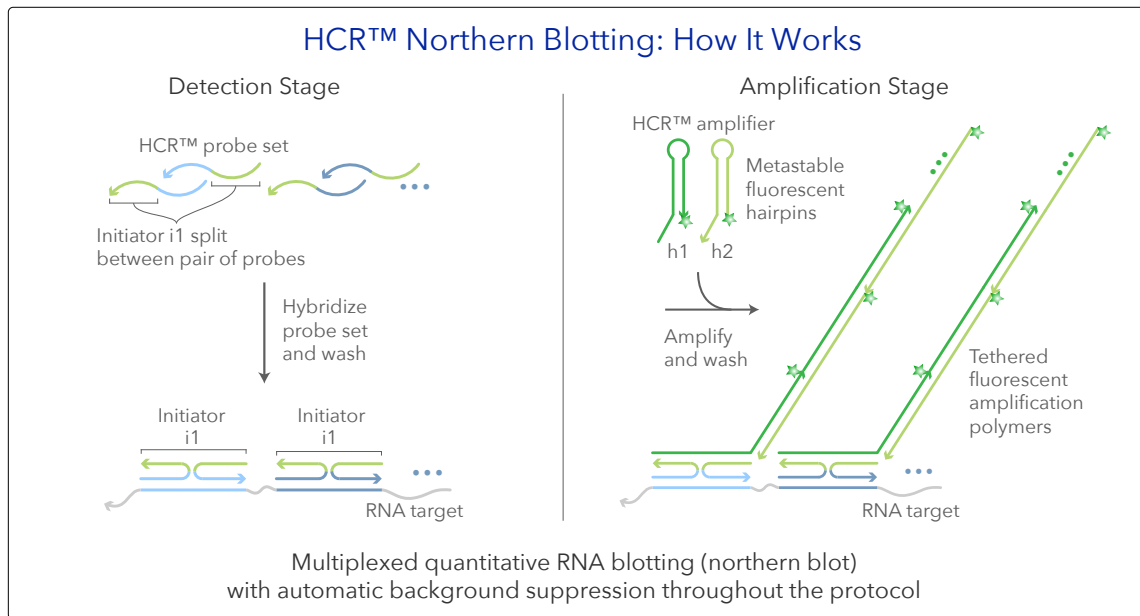 HCR™ Northern Blotting: How It Works
Detection Stage
HCR™ probe set
Initiator i1 split
between pair of probes
Hybridize
probe set
and wash
Initiator
i1
Initiator
i1
RNA target
Amplification Stage
HCR™ amplifier
Metastable
fluorescent
hairpins
h1
h2
Amplify
and wash
Tethered
fluorescent
amplification
polymers
RNA target
Multiplexed quantitative RNA blotting (northern blot)
with automatic background suppression throughout the protocol